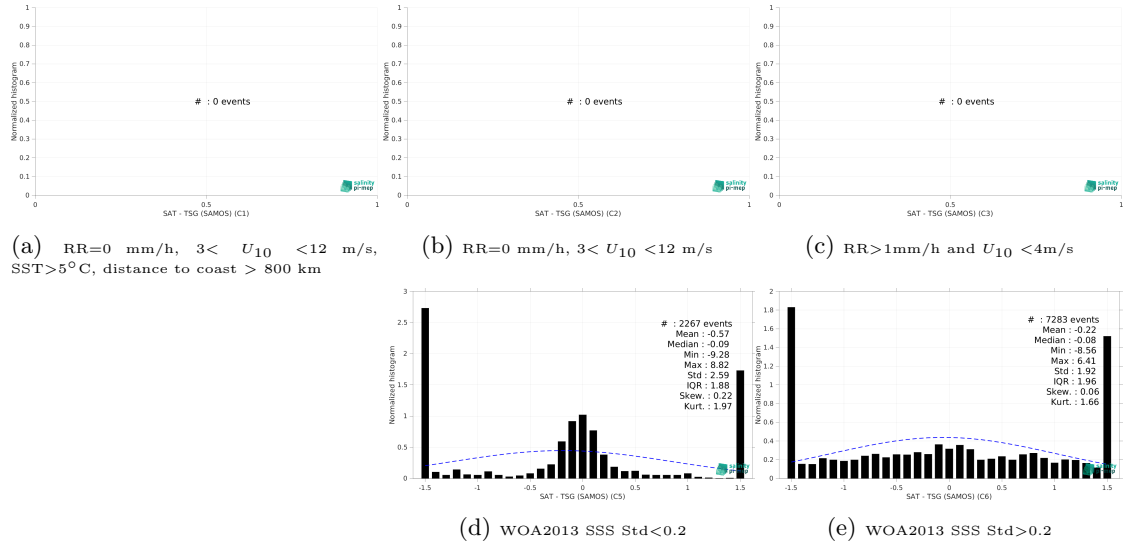 1
0.9
0.8
0.7
0.6
0.5
0.4
0.3
0.2
0.1
0
Normalized histogram
# : 0 events
salinity
pi-mep
0 0.5 1
SAT - TSG (SAMOS) (C1)
(a) RR=0 mm/h, 3< U10 <12 m/s,
SST>5°C, distance to coast > 800 km
1
0.9
0.8
0.7
0.6
0.5
0.4
0.3
0.2
0.1
0
Normalized histogram
# : 0 events
salinity
pi-mep
0 0.5 1
SAT - TSG (SAMOS) (C2)
(b) RR=0 mm/h, 3< U10 <12 m/s
1
0.9
0.8
0.7
0.6
0.5
0.4
0.3
0.2
0.1
0
Normalized histogram
# : 0 events
salinity
pi-mep
0 0.5 1
SAT - TSG (SAMOS) (C3)
(c) RR>1mm/h and U10 <4m/s
3
2.5
2
1.5
1
0.5
0
Normalized histogram
# : 2267 events
Mean : -0.57
Median : -0.09
Min : -9.28
Max : 8.82
Std : 2.59
IQR : 1.88
Skew. : 0.22
Kurt. : 1.97
salinity
pi-mep
-1.5 -1 -0.5 0 0.5 1 1.5
SAT - TSG (SAMOS) (C5)
(d) WOA2013 SSS Std<0.2
2
1.8
1.6
1.4
1.2
1
0.8
0.6
0.4
0.2
0
Normalized histogram
# : 7283 events
Mean : -0.22
Median : -0.08
Min : -8.56
Max : 6.41
Std : 1.92
IQR : 1.96
Skew. : 0.06
Kurt. : 1.66
salinity
pi-mep
-1.5 -1 -0.5 0 0.5 1 1.5
SAT - TSG (SAMOS) (C6)
(e) WOA2013 SSS Std>0.2